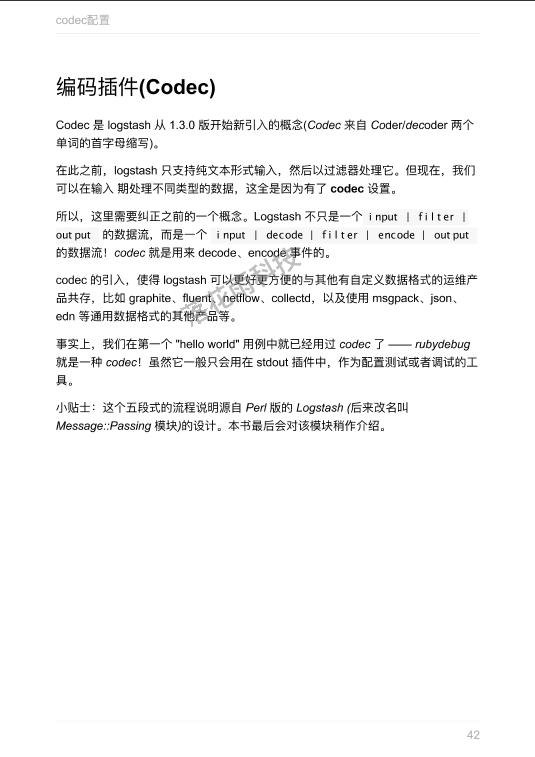 codec配置
编码插件(Codec)
Codec 是 logstash 从 1.3.0 版开始新引入的概念(Codec 来自 Coder/decoder 两个
单词的首字母缩写)。
在此之前，logstash 只支持纯文本形式输入，然后以过滤器处理它。但现在，我们
可以在输入 期处理不同类型的数据，这全是因为有了 codec 设置。
所以，这里需要纠正之前的一个概念。Logstash 不只是一个 input | filter |
output 的数据流，而是一个 input | decode | filter | encode | output
的数据流！codec 就是用来 decode、encode 事件的。
codec 的引入，使得 logstash 可以更好更方便的与其他有自定义数据格式的运维产
品共存，比如 graphite、fluent、netflow、collectd，以及使用 msgpack、json、
edn 等通用数据格式的其他产品等。
事实上，我们在第一个 "hello world" 用例中就已经用过 codec 了 —— rubydebug
就是一种 codec！虽然它一般只会用在 stdout 插件中，作为配置测试或者调试的工
具。
小贴士：这个五段式的流程说明源自 Perl 版的 Logstash (后来改名叫
Message::Passing 模块)的设计。本书最后会对该模块稍作介绍。
落花雨科技
42